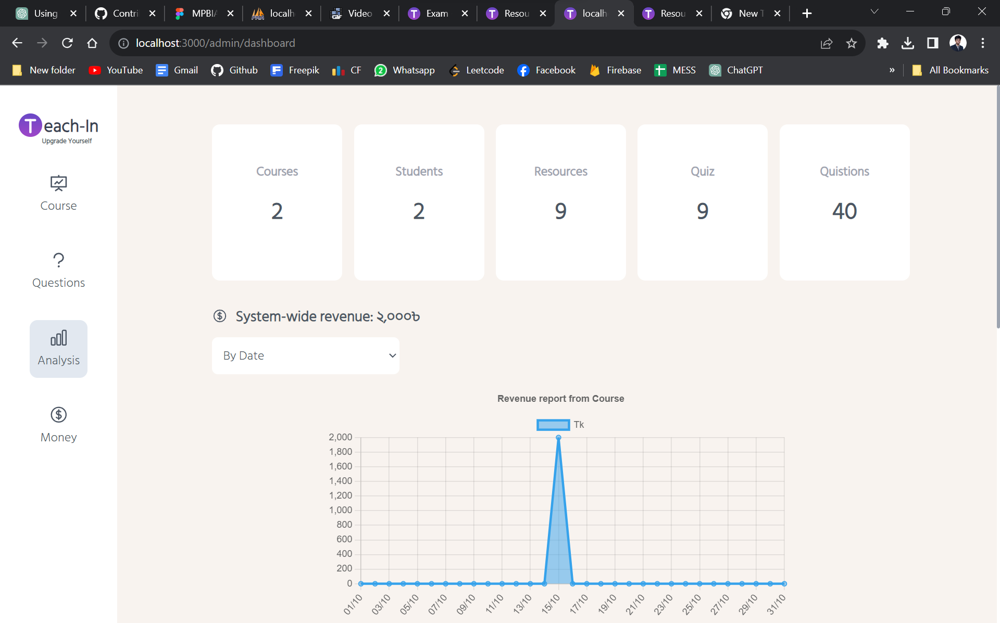 Using
Contri
MPBIA
localh
Video
Exam
Resou
localh
Resou
New T
localhost:3000/admin/dashboard
New folder
YouTube
Gmail
Github
Freepik
CF
2
Whatsapp
Leetcode
Facebook
Firebase
MESS
ChatGPT
»
All Bookmarks
Teach-In
Upgrade Yourself
Course
Questions
Analysis
Money
Courses
2
Students
2
Resources
9
Quiz
9
Quistions
40
System-wide revenue: ২,০০০৳
By Date
Revenue report from Course
Tk
2,000
1,800
1,600
1,400
1,200
1,000
800
600
400
200
0
01/10 03/10 05/10 07/10 09/10 11/10 13/10 15/10 17/10 19/10 21/10 23/10 25/10 27/10 29/10 31/10